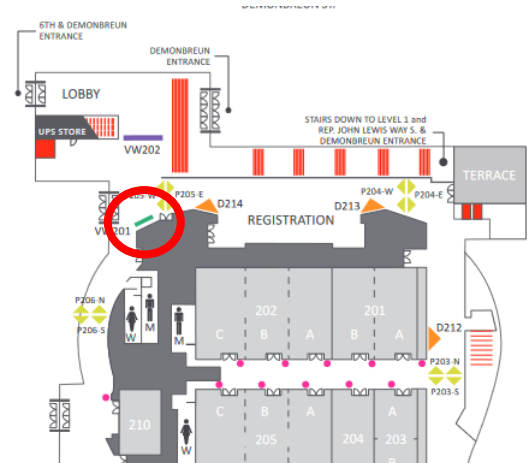 6TH & DEMONBREUN
ENTRANCE
DEMONBREUN
ENTRANCE
LOBBY
UPS STORE
VW202
STAIRS DOWN TO LEVEL 1 and
REP. JOHN LEWIS WAY S. &
DEMONBREUN ENTRANCE
TERRACE
P205-W
P205-E
D214
REGISTRATION
D213
P204-W
P204-E
VW201
P206-N
P206-S
W
M
M
202
201
C
B
A
B
A
D212
P203-N
P203-S
210
W
C
B
A
A
205
204
203
B